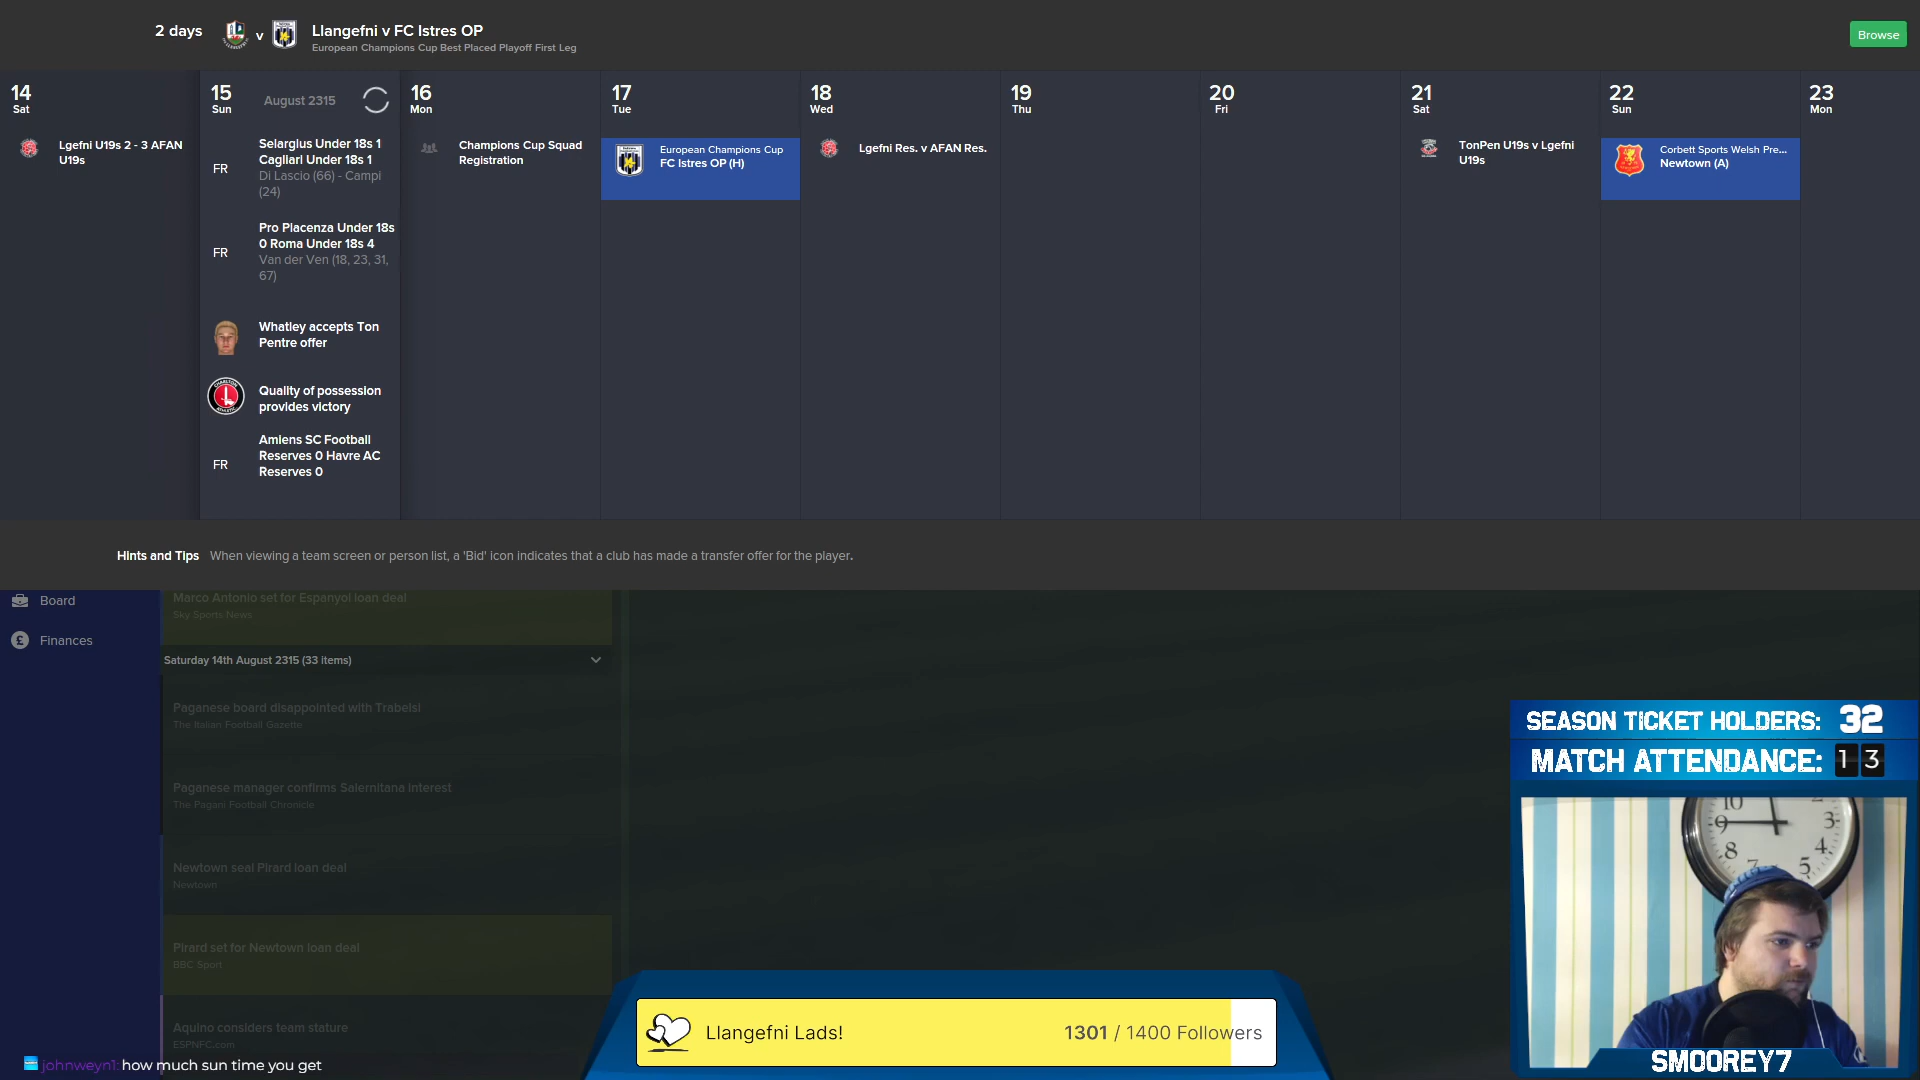 2 days
v
Llangefni v FC Istres OP
European Champions Cup Best Placed Playoff First Leg
Browse
14
Sat
Lgefni U19s 2 - 3 AFAN
U19s
15
Sun
August 2315
FR
Selargius Under 18s 1
Cagliari Under 18s 1
Di Lascio (66) - Campi
(24)
FR
Pro Piacenza Under 18s
0 Roma Under 18s 4
Van der Ven (18, 23, 31,
67)
Whatley accepts Ton
Pentre offer
Quality of possession
provides victory
FR
Amiens SC Football
Reserves 0 Havre AC
Reserves 0
16
Mon
Champions Cup Squad
Registration
17
Tue
European Champions Cup
FC Istres OP (H)
18
Wed
Lgefni Res. v AFAN Res.
19
Thu
20
Fri
21
Sat
TonPen U19s v Lgefni
U19s
22
Sun
Corbett Sports Welsh Pre...
Newtown (A)
23
Mon
Hints and Tips When viewing a team screen or person list, a 'Bid' icon indicates that a club has made a transfer offer for the player.
Board
Finances
Marco Antonio set for Espanyol loan deal
Sky Sports News
Saturday 14th August 2315 (33 items)
Paganese board disappointed with Trabelsi
The Italian Football Gazette
Paganese manager confirms Salernitana interest
The Pagani Football Chronicle
Newtown seal Pirard loan deal
Newtown
Pirard set for Newtown loan deal
BBC Sport
Aquino considers team stature
ESPNFC.com
johnweyn1: how much sun time you get
Llangefni Lads!
1301 / 1400 Followers
SEASON TICKET HOLDERS: 32
MATCH ATTENDANCE: 13
10
2
9
3
8
4
7
5
SMOOREY7